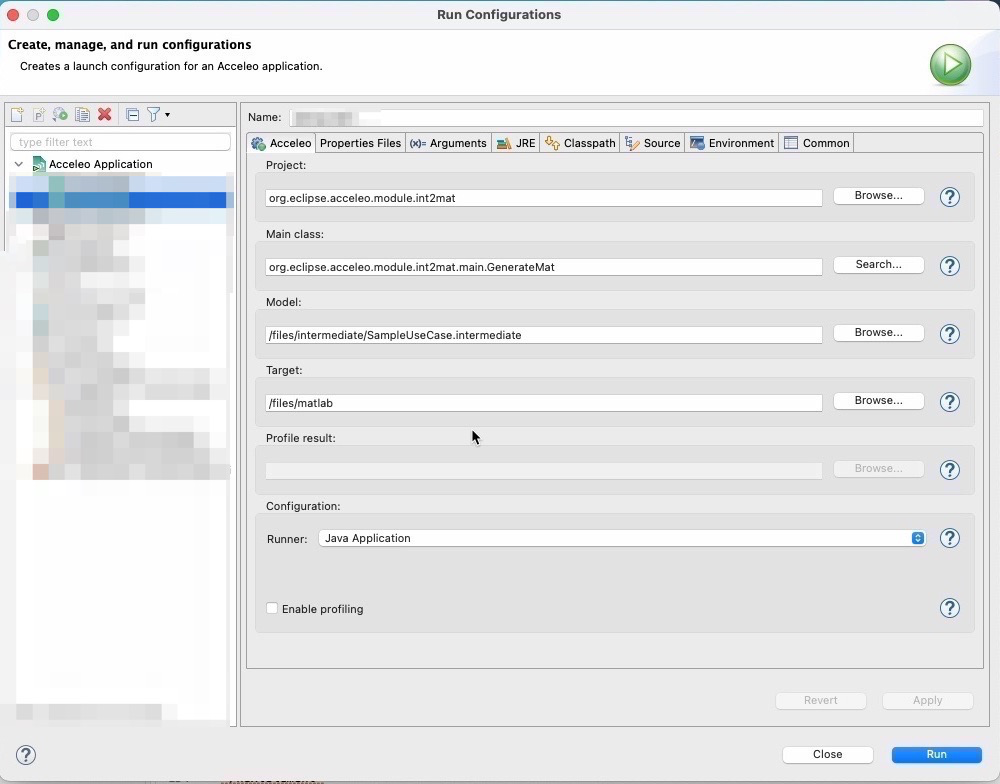 Run Configurations
Create, manage, and run configurations
Creates a launch configuration for an Acceleo application.
Name:
type filter text
Acceleo Application
Acceleo Properties Files (x)= Arguments JRE Classpath Source Environment Common
Project:
org.eclipse.acceleo.module.int2mat Browse... ?
Main class:
org.eclipse.acceleo.module.int2mat.main.GenerateMat Search... ?
Model:
/files/intermediate/SampleUseCase.intermediate Browse... ?
Target:
/files/matlab Browse... ?
Profile result:
Browse... ?
Configuration:
Runner: Java Application ?
Enable profiling ?
Revert Apply
? Close Run